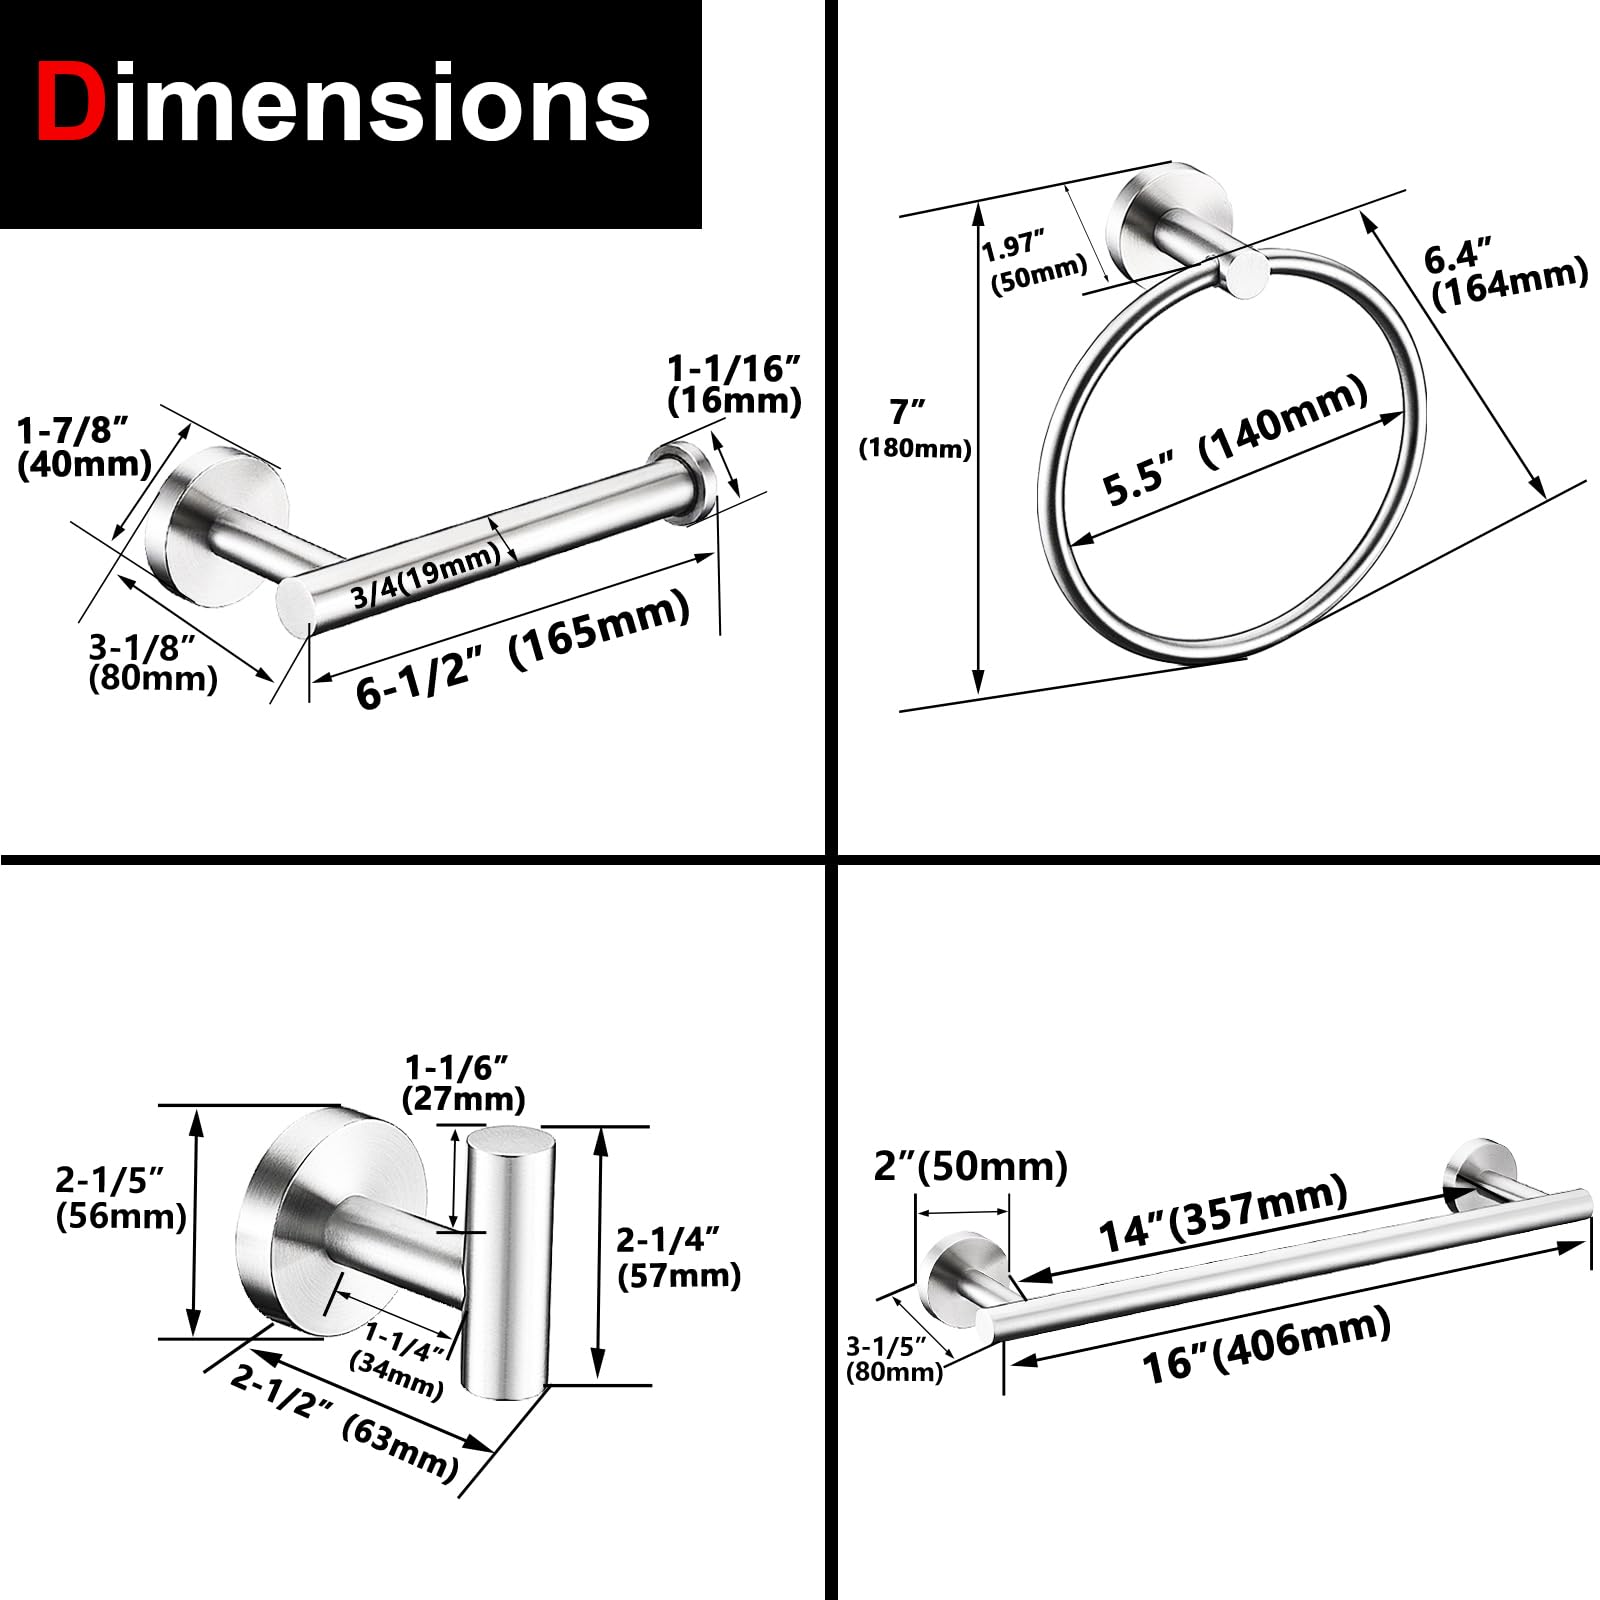 Dimensions
1-7/8”
(40mm)
1-1/16”
(16mm)
3/4(19mm)
3-1/8”
(80mm)
6-1/2” (165mm)
1.97”
(50mm)
6.4”
(164mm)
7”
(180mm)
5.5” (140mm)
1-1/6”
(27mm)
2-1/5”
(56mm)
2-1/4”
(57mm)
1-1/4”
(34mm)
2-1/2” (63mm)
2”(50mm)
14”(357mm)
3-1/5”
(80mm)
16”(406mm)